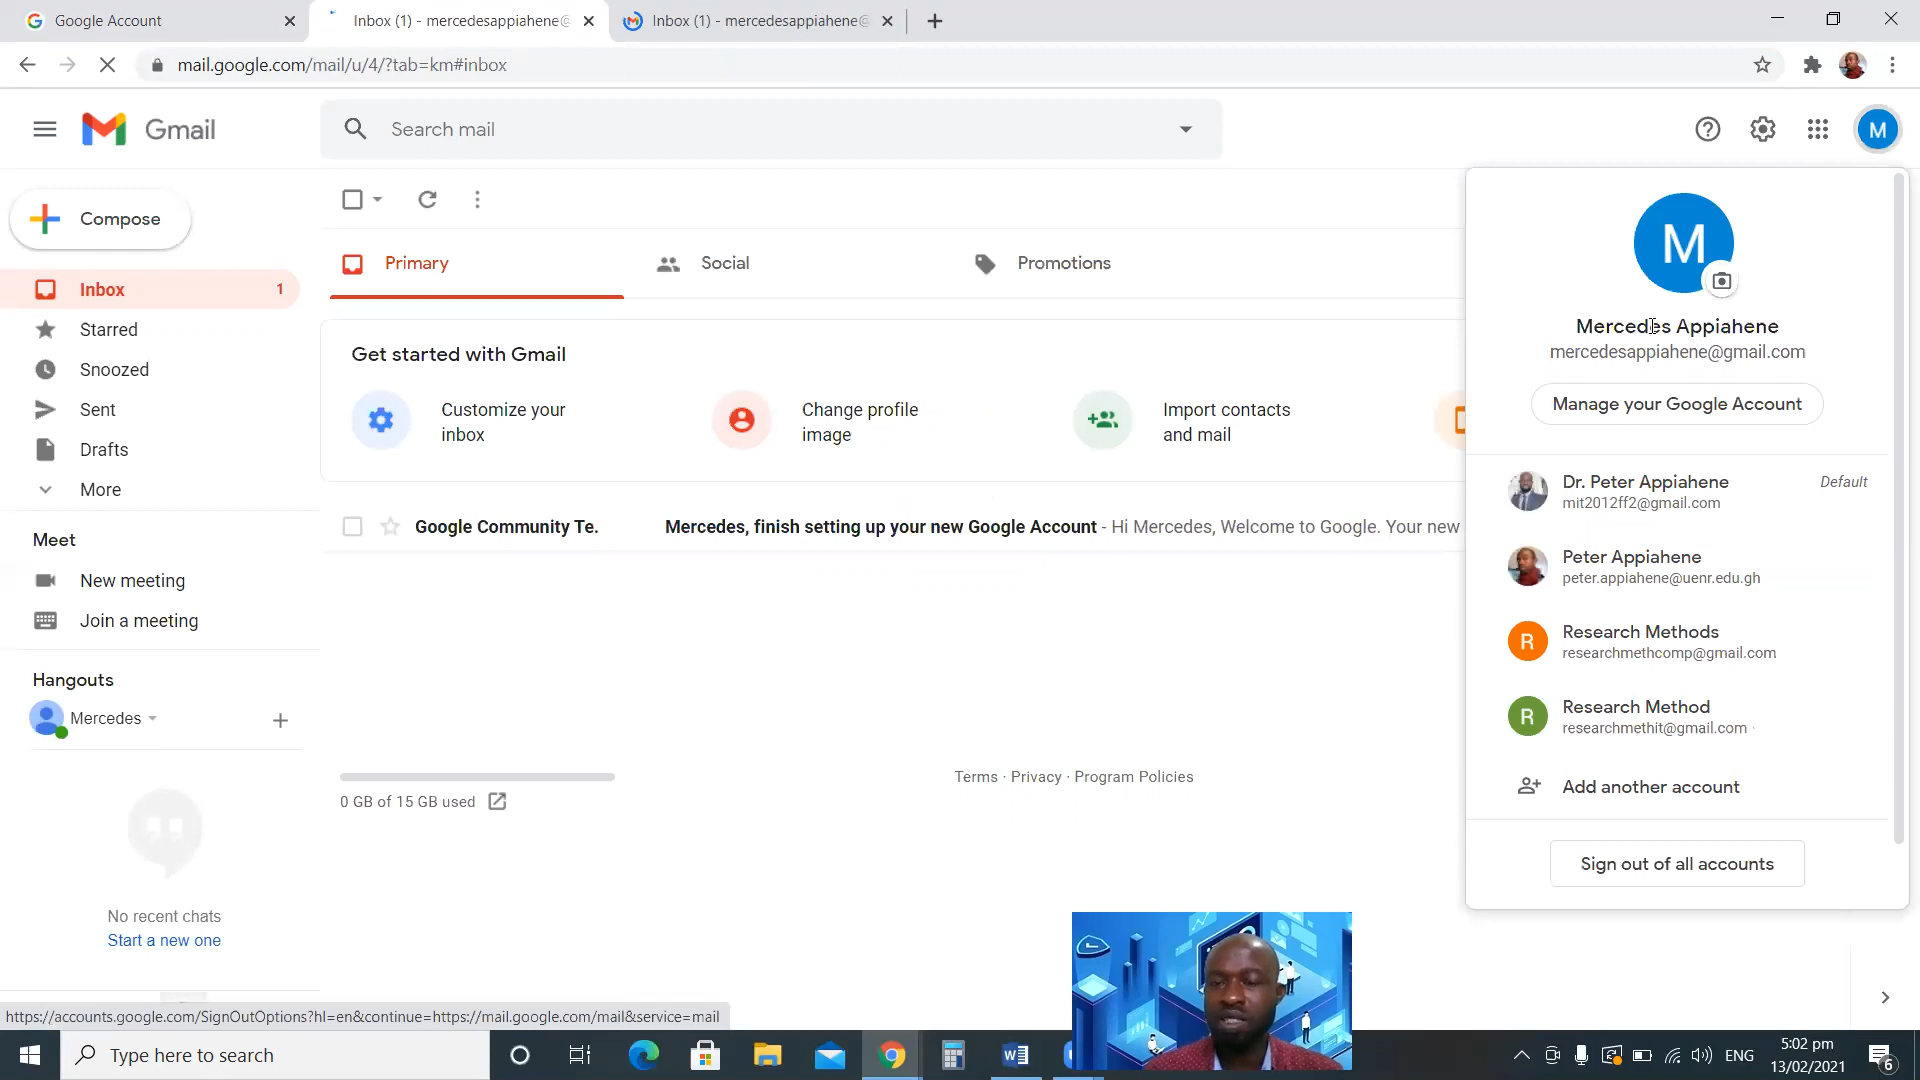 Google Account
Inbox (1) - mercedesappiahene@
Inbox (1) - mercedesappiahene@
mail.google.com/mail/u/4/?tab=km#inbox
Gmail
Search mail
M
Compose
Inbox 1
Starred
Snoozed
Sent
Drafts
More
Meet
New meeting
Join a meeting
Hangouts
Mercedes
No recent chats
Start a new one
Primary
Social
Promotions
Get started with Gmail
Customize your
inbox
Change profile
image
Import contacts
and mail
Google Community Te. Mercedes, finish setting up your new Google Account - Hi Mercedes, Welcome to Google. Your new
0 GB of 15 GB used
Terms · Privacy · Program Policies
M
Mercedes Appiahene
mercedesappiahene@gmail.com
Manage your Google Account
Dr. Peter Appiahene Default
mit2012ff2@gmail.com
Peter Appiahene
peter.appiahene@uenr.edu.gh
R
Research Methods
researchmethcomp@gmail.com
R
Research Method
researchmethit@gmail.com
Add another account
Sign out of all accounts
https://accounts.google.com/SignOutOptions?hl=en&continue=https://mail.google.com/mail&service=mail
Type here to search
ENG
5:02 pm
13/02/2021
6